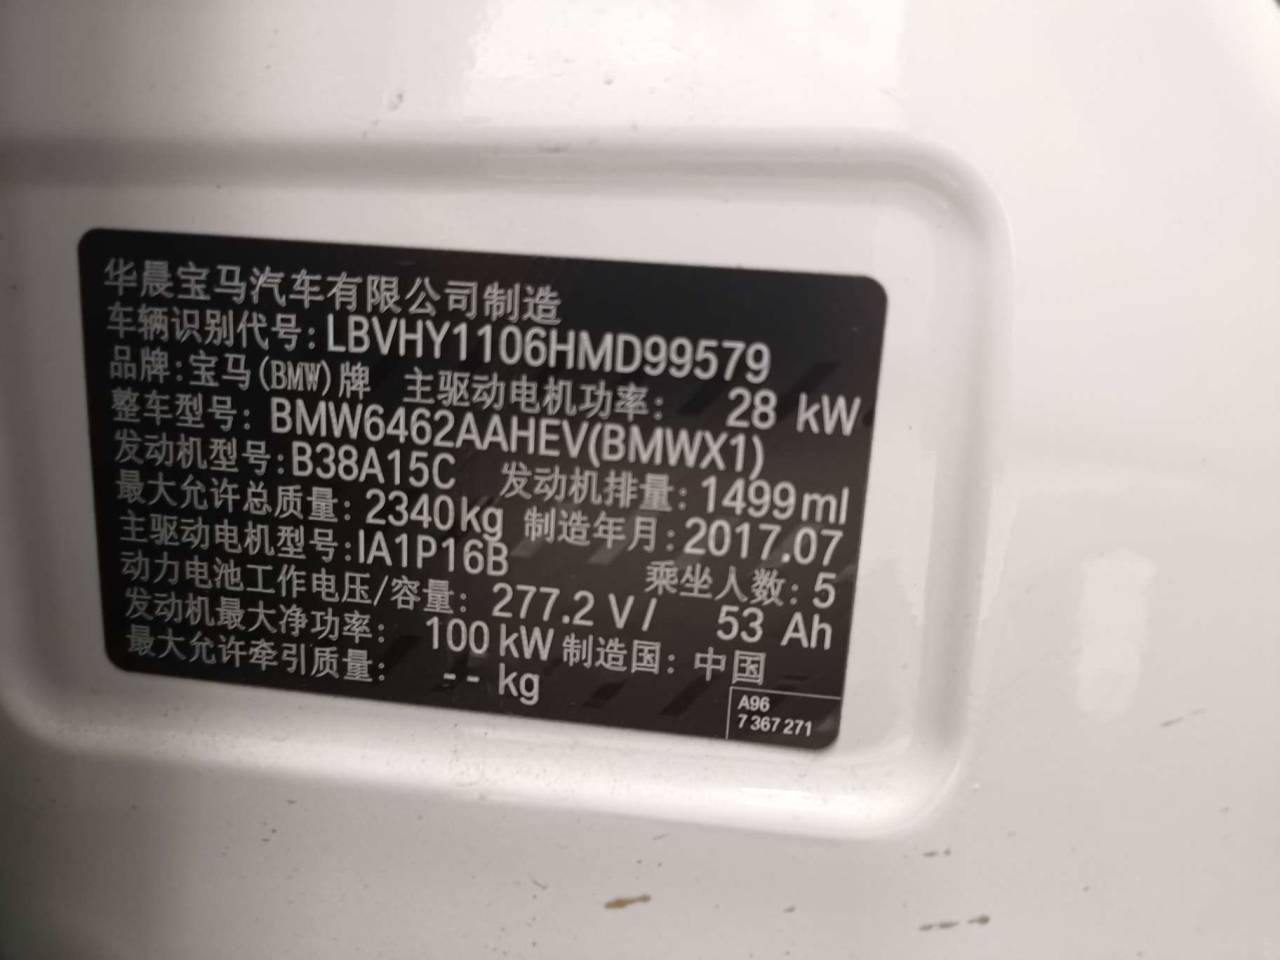 华晨宝马汽车有限公司制造
车辆识别代号:LBVHY1106HMD99579
品牌:宝马(BMW)牌 主驱动电机功率: 28 kW
整车型号: BMW6462AAHEV(BMWX1)
发动机型号:B38A15C 发动机排量:1499ml
最大允许总质量: 2340kg 制造年月:2017.07
主驱动电机型号:IA1P16B 乘坐人数: 5
动力电池工作电压/容量: 277.2 V/ 53 Ah
发动机最大净功率: 100 kW 制造国: 中国
最大允许牵引质量: -- kg
A96
7 367 271